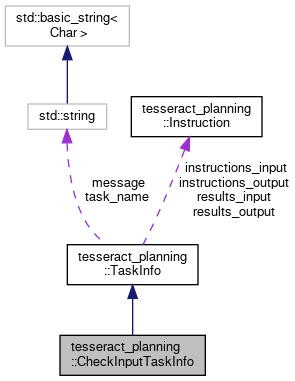 std::basic_string<
Char >
std::string
tesseract_planning
::Instruction
message
task_name
instructions_input
instructions_output
results_input
results_output
tesseract_planning
::TaskInfo
tesseract_planning
::CheckInputTaskInfo